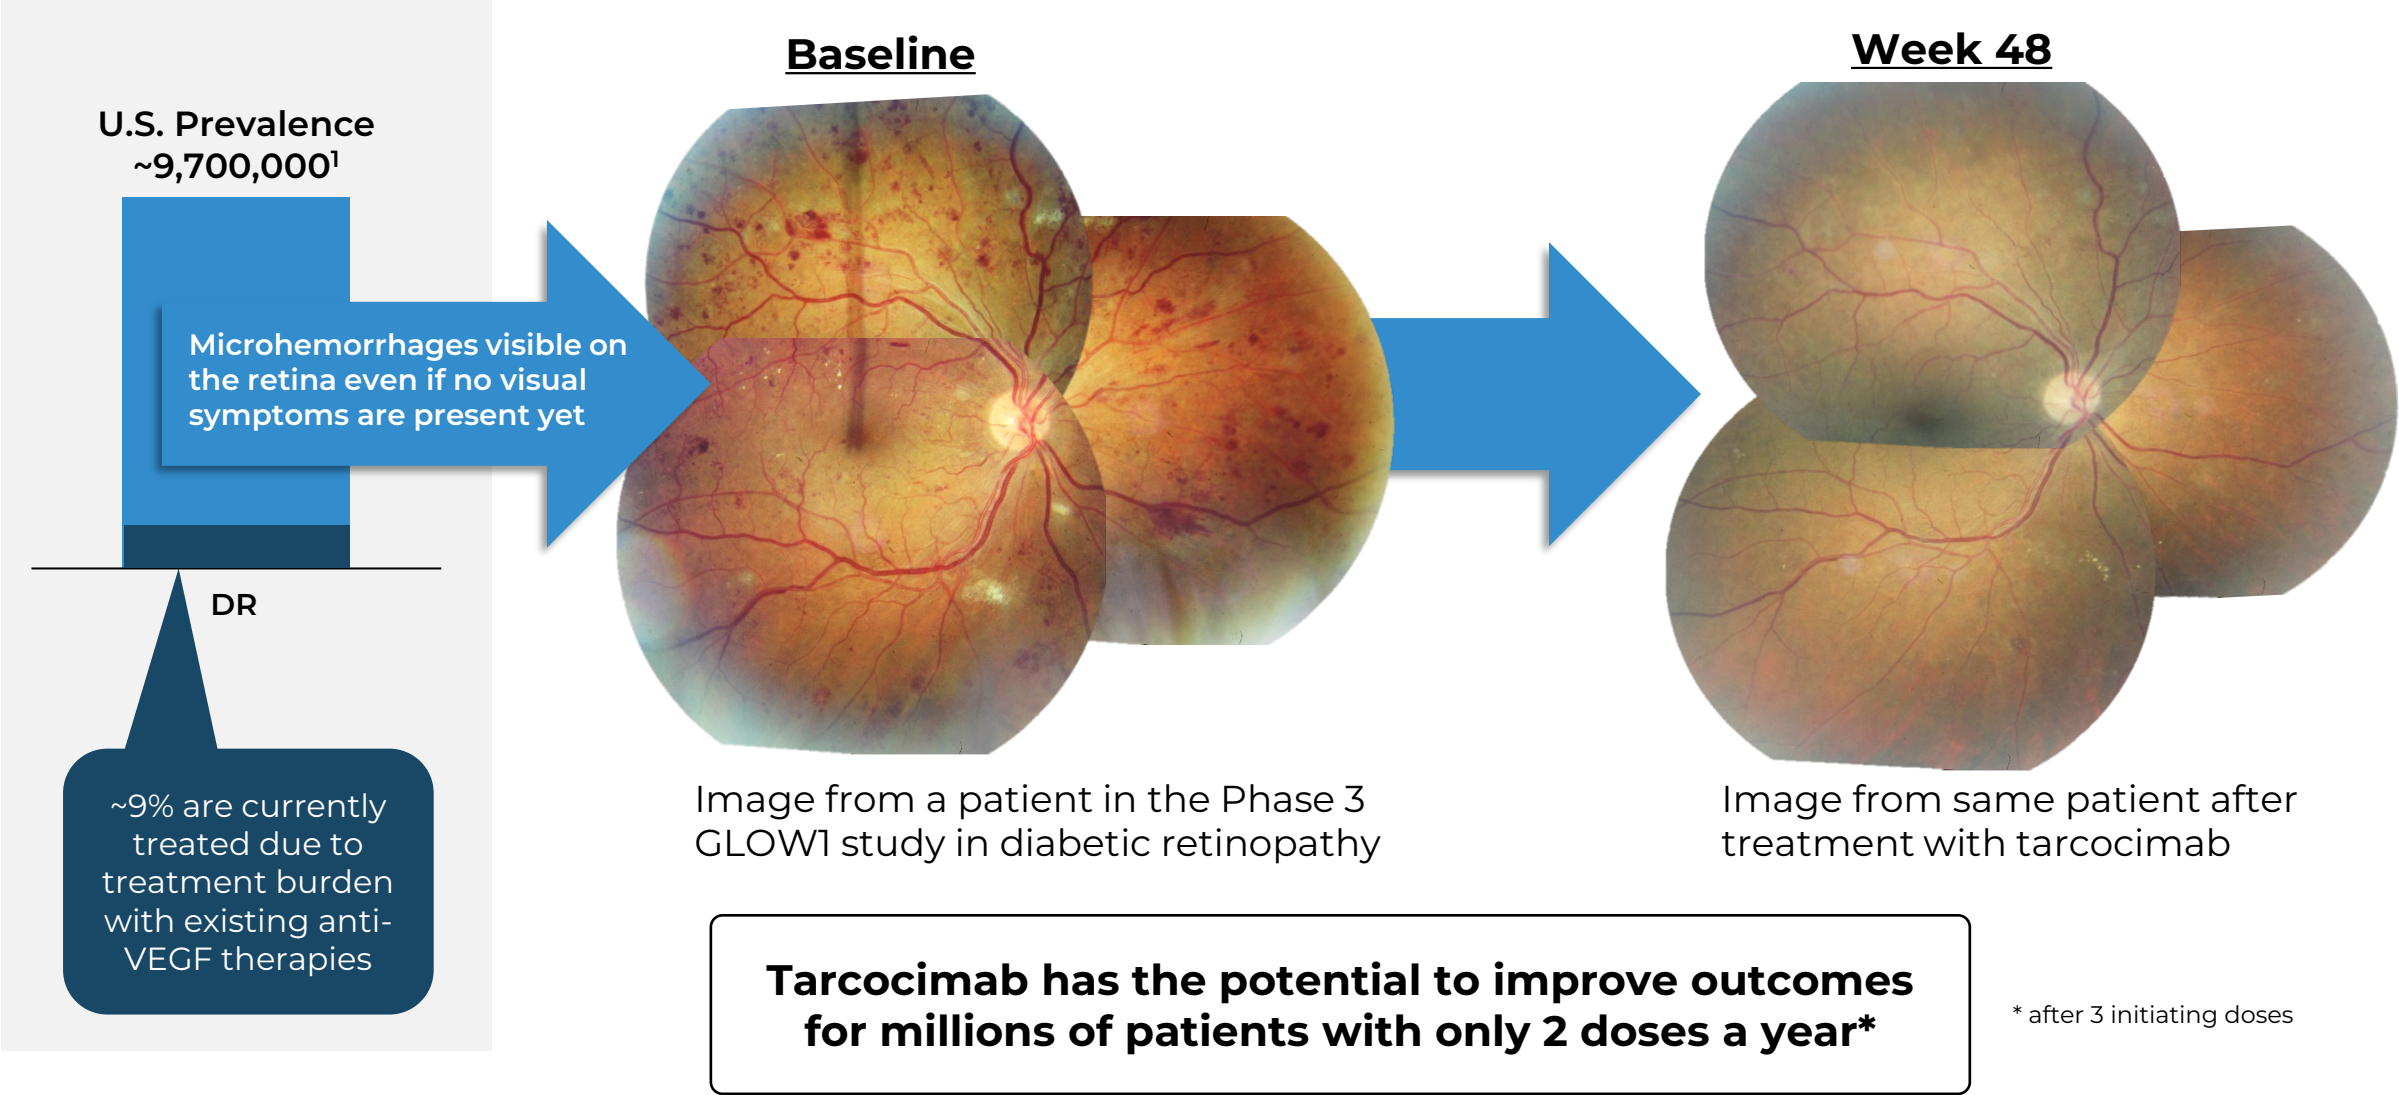 U.S. Prevalence
~9,700,000¹
Microhemorrhages visible on
the retina even if no visual
symptoms are present yet
DR
~9% are currently
treated due to
treatment burden
with existing anti-
VEGF therapies
Baseline
Image from a patient in the Phase 3
GLOW1 study in diabetic retinopathy
Week 48
Image from same patient after
treatment with tarcocimab
Tarcocimab has the potential to improve outcomes
for millions of patients with only 2 doses a year*
* after 3 initiating doses